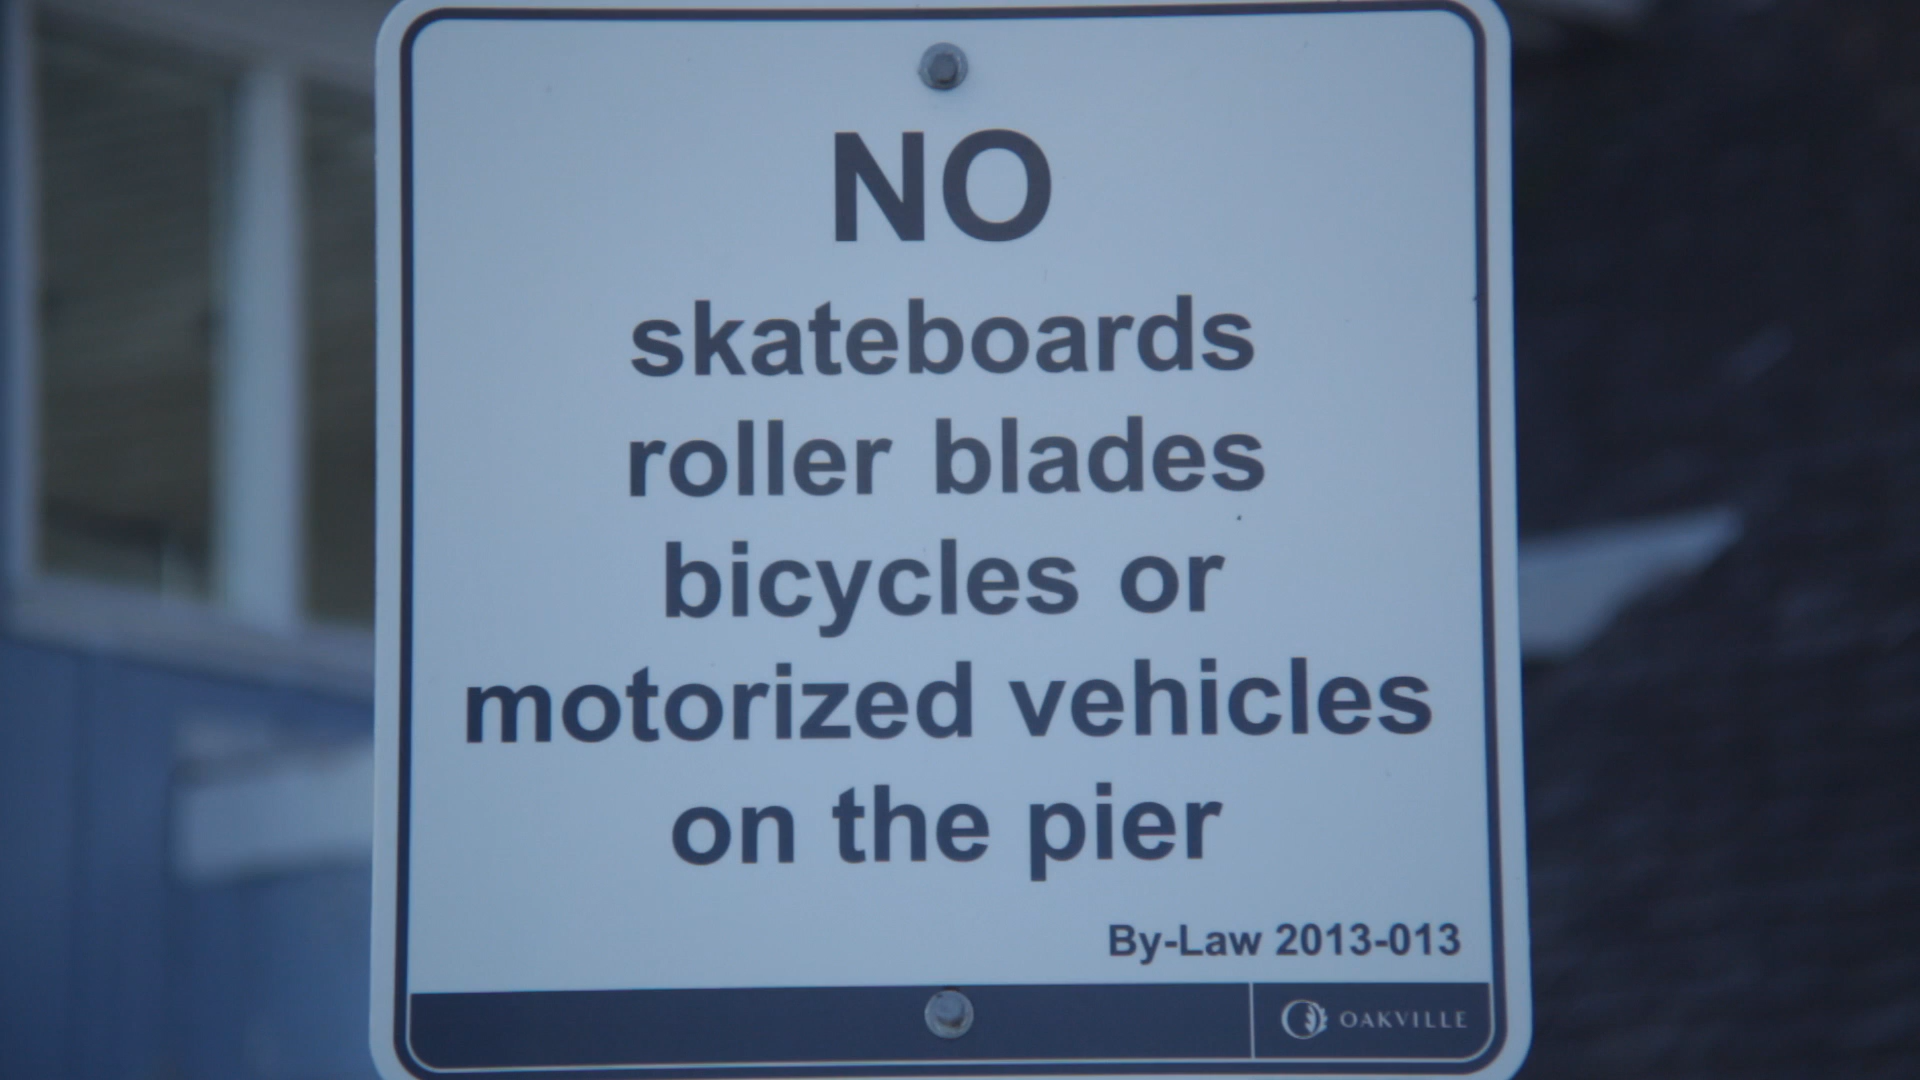 NO
skateboards
roller blades
bicycles or
motorized vehicles
on the pier
By-Law 2013-013
OAKVILLE